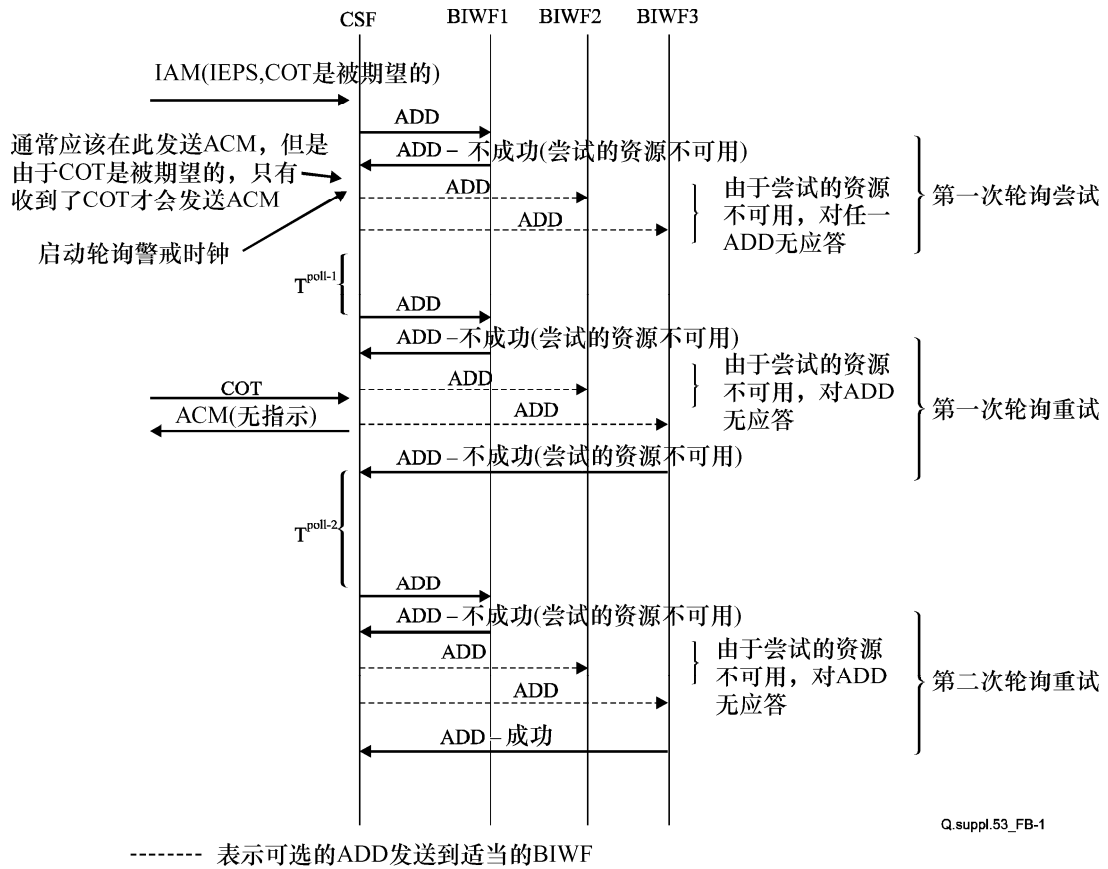 CSF BIWF1 BIWF2 BIWF3
IAM(IEPS,COT是被期望的)
ADD
ADD – 不成功(尝试的资源不可用)
通常应该在此发送ACM，但是
由于COT是被期望的，只有
收到了COT才会发送ACM
ADD
ADD
由于尝试的资源
不可用，对任一
ADD无应答
第一次轮询尝试
启动轮询警戒时钟
Tpoll-1
ADD
ADD –不成功(尝试的资源不可用)
ADD
COT
ADD
ACM(无指示)
由于尝试的资源
不可用，对ADD
无应答
第一次轮询重试
ADD – 不成功(尝试的资源不可用)
Tpoll-2
ADD
ADD – 不成功(尝试的资源不可用)
ADD
ADD
由于尝试的资源
不可用，对ADD
无应答
第二次轮询重试
ADD – 成功
Q.suppl.53_FB-1
表示可选的ADD发送到适当的BIWF